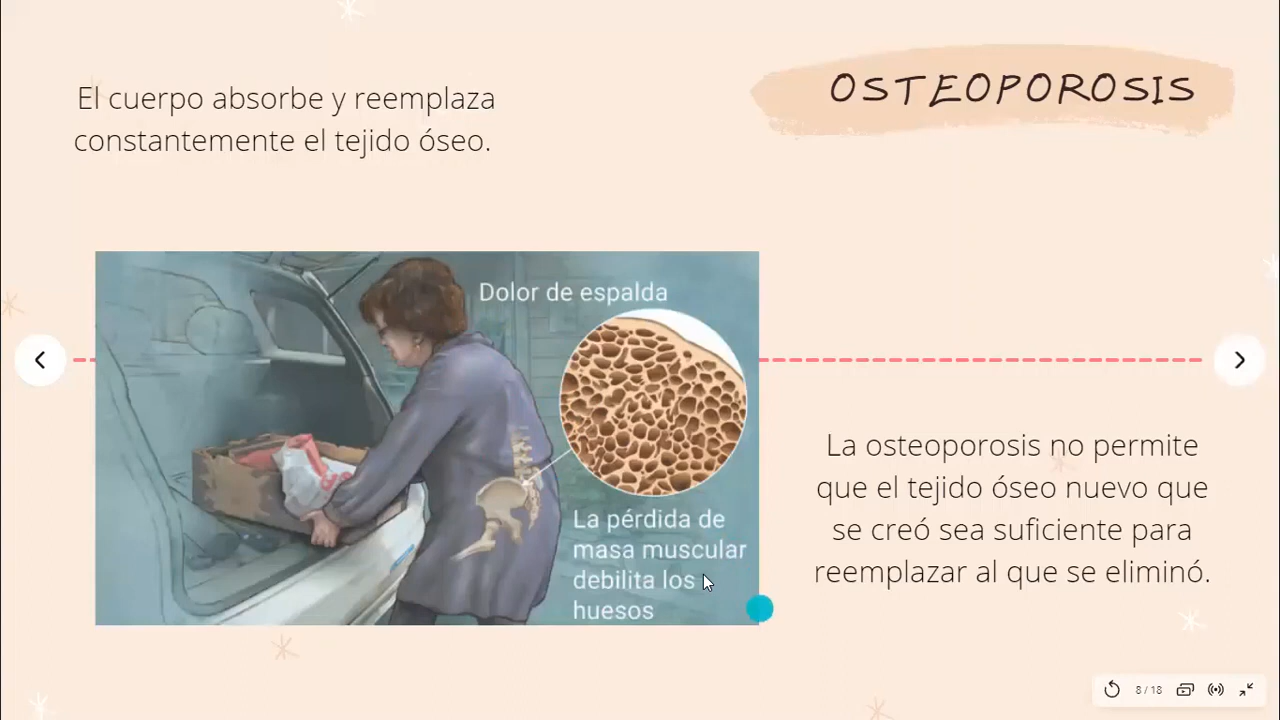 El cuerpo absorbe y reemplaza
constantemente el tejido óseo.
OSTEOPOROSIS
Dolor de espalda
La pérdida de
masa muscular
debilita los
huesos
La osteoporosis no permite
que el tejido óseo nuevo que
se creó sea suficiente para
reemplazar al que se eliminó.
8 / 18